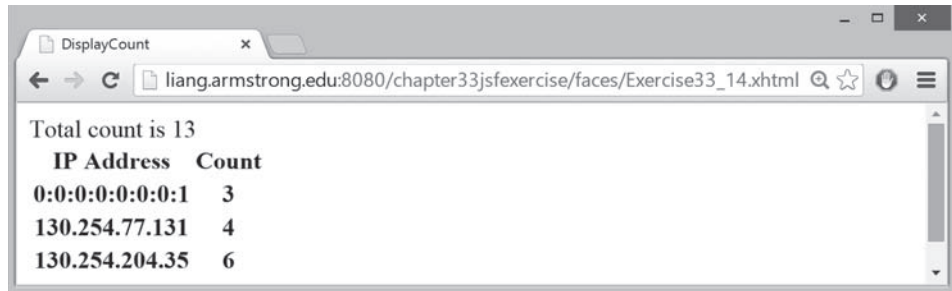 DisplayCount
liang.armstrong.edu:8080/chapter33jsfexercise/faces/Exercise33_14.xhtml
Total count is 13
IP Address Count
0:0:0:0:0:0:0:1 3
130.254.77.131 4
130.254.204.35 6